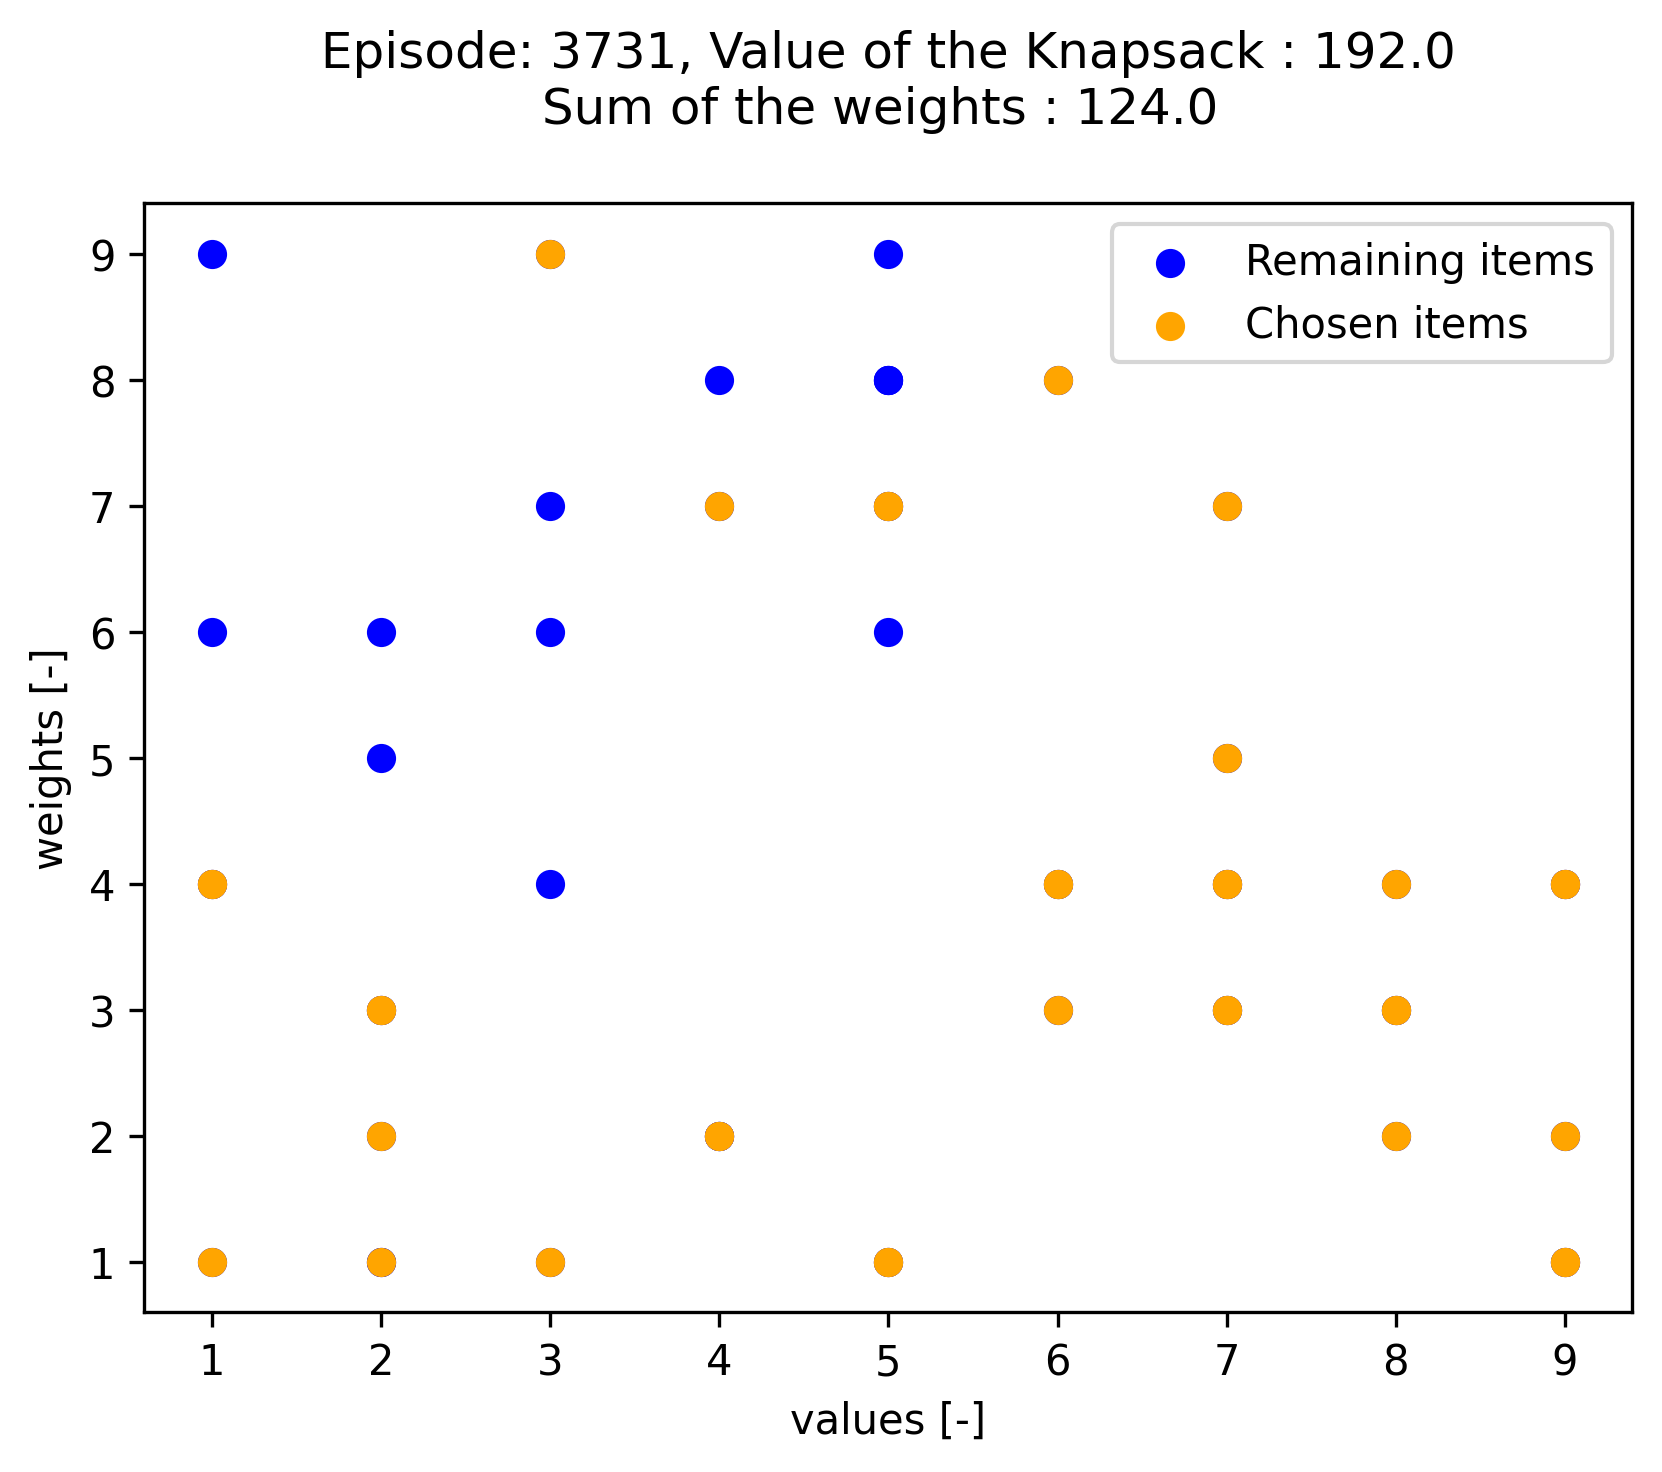 Episode: 3731, Value of the Knapsack : 192.0
Sum of the weights : 124.0
Remaining items
Chosen items
9
8
7
6
5
4
3
2
1
weights [-]
1 2 3 4 5 6 7 8 9
values [-]